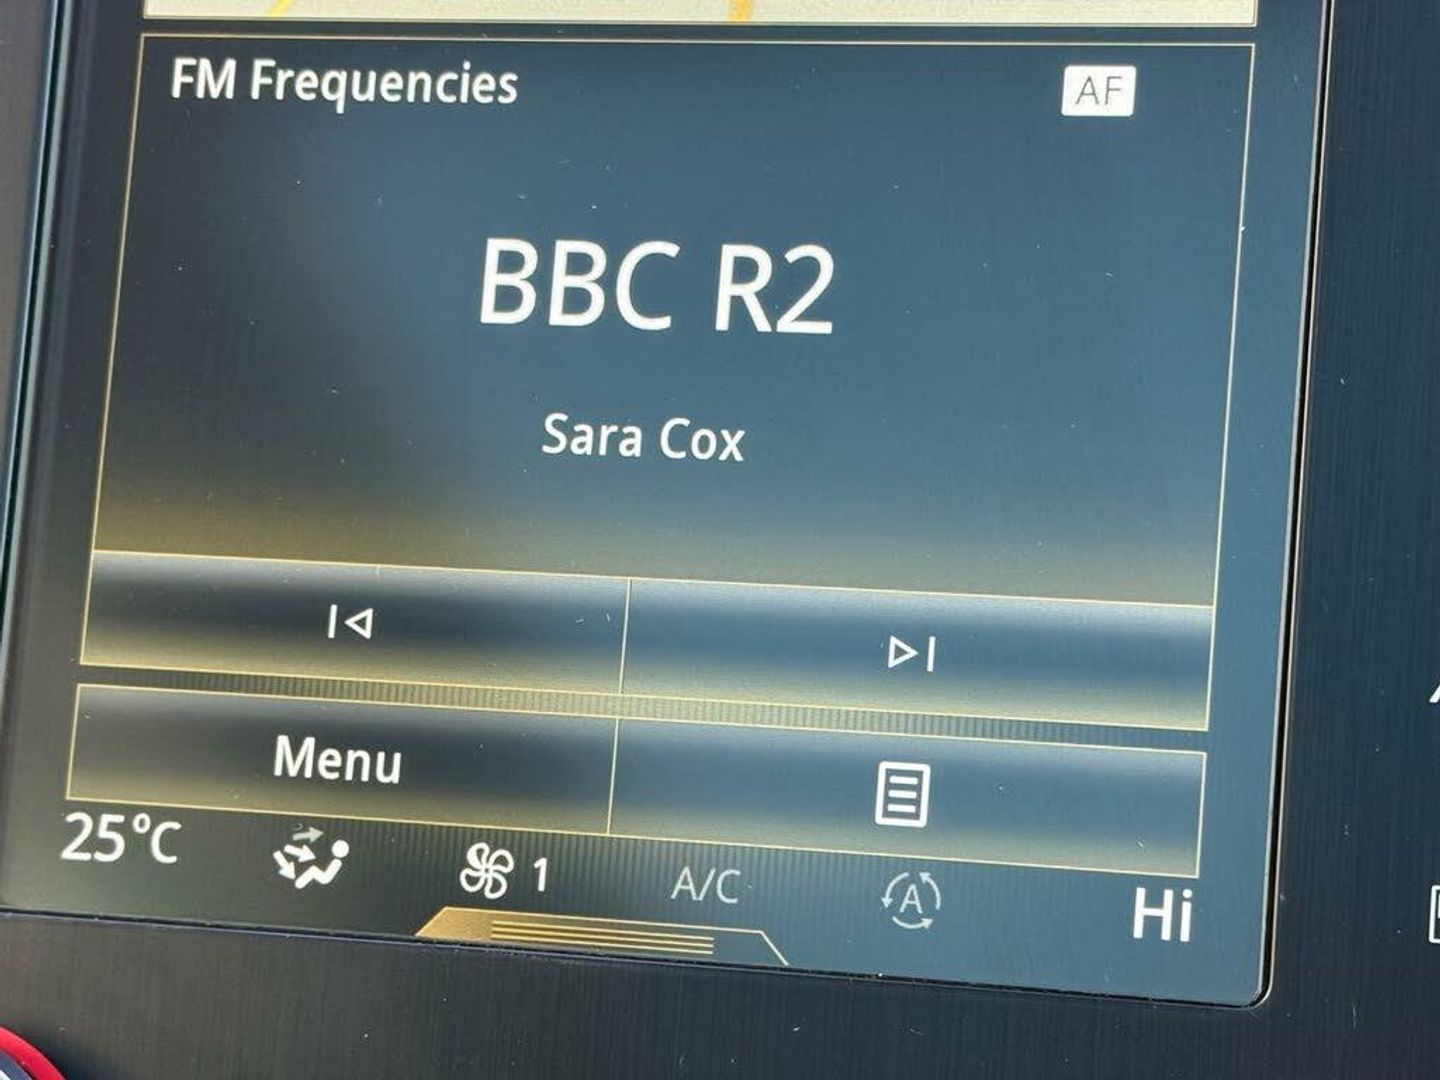 FM Frequencies
AF
BBC R2
Sara Cox
Menu
25°C
1
A/C
A
Hi